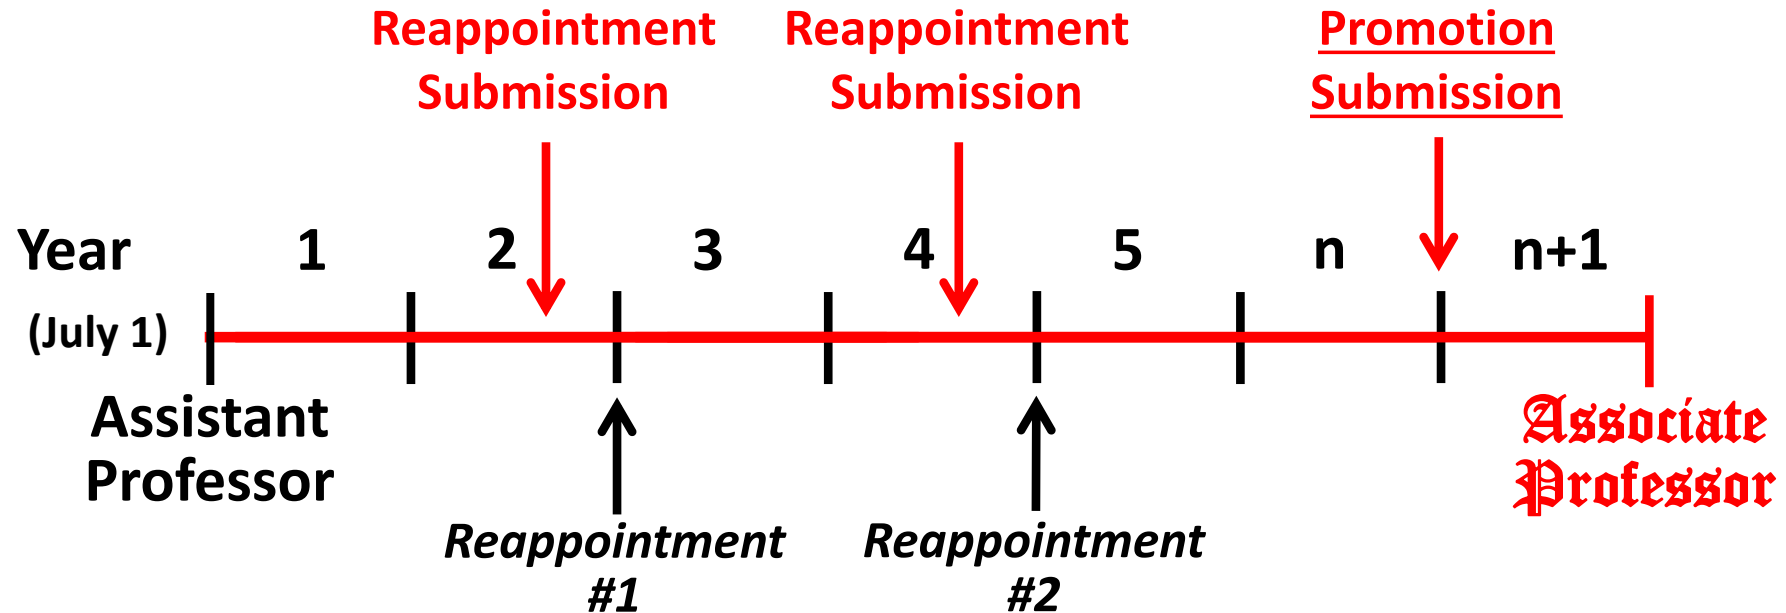 Reappointment
Submission
Reappointment
Submission
Promotion
Submission
Year 1 2 3 4 5 n n+1
(July 1)
Assistant
Professor
Associate
Professor
Reappointment
#1
Reappointment
#2